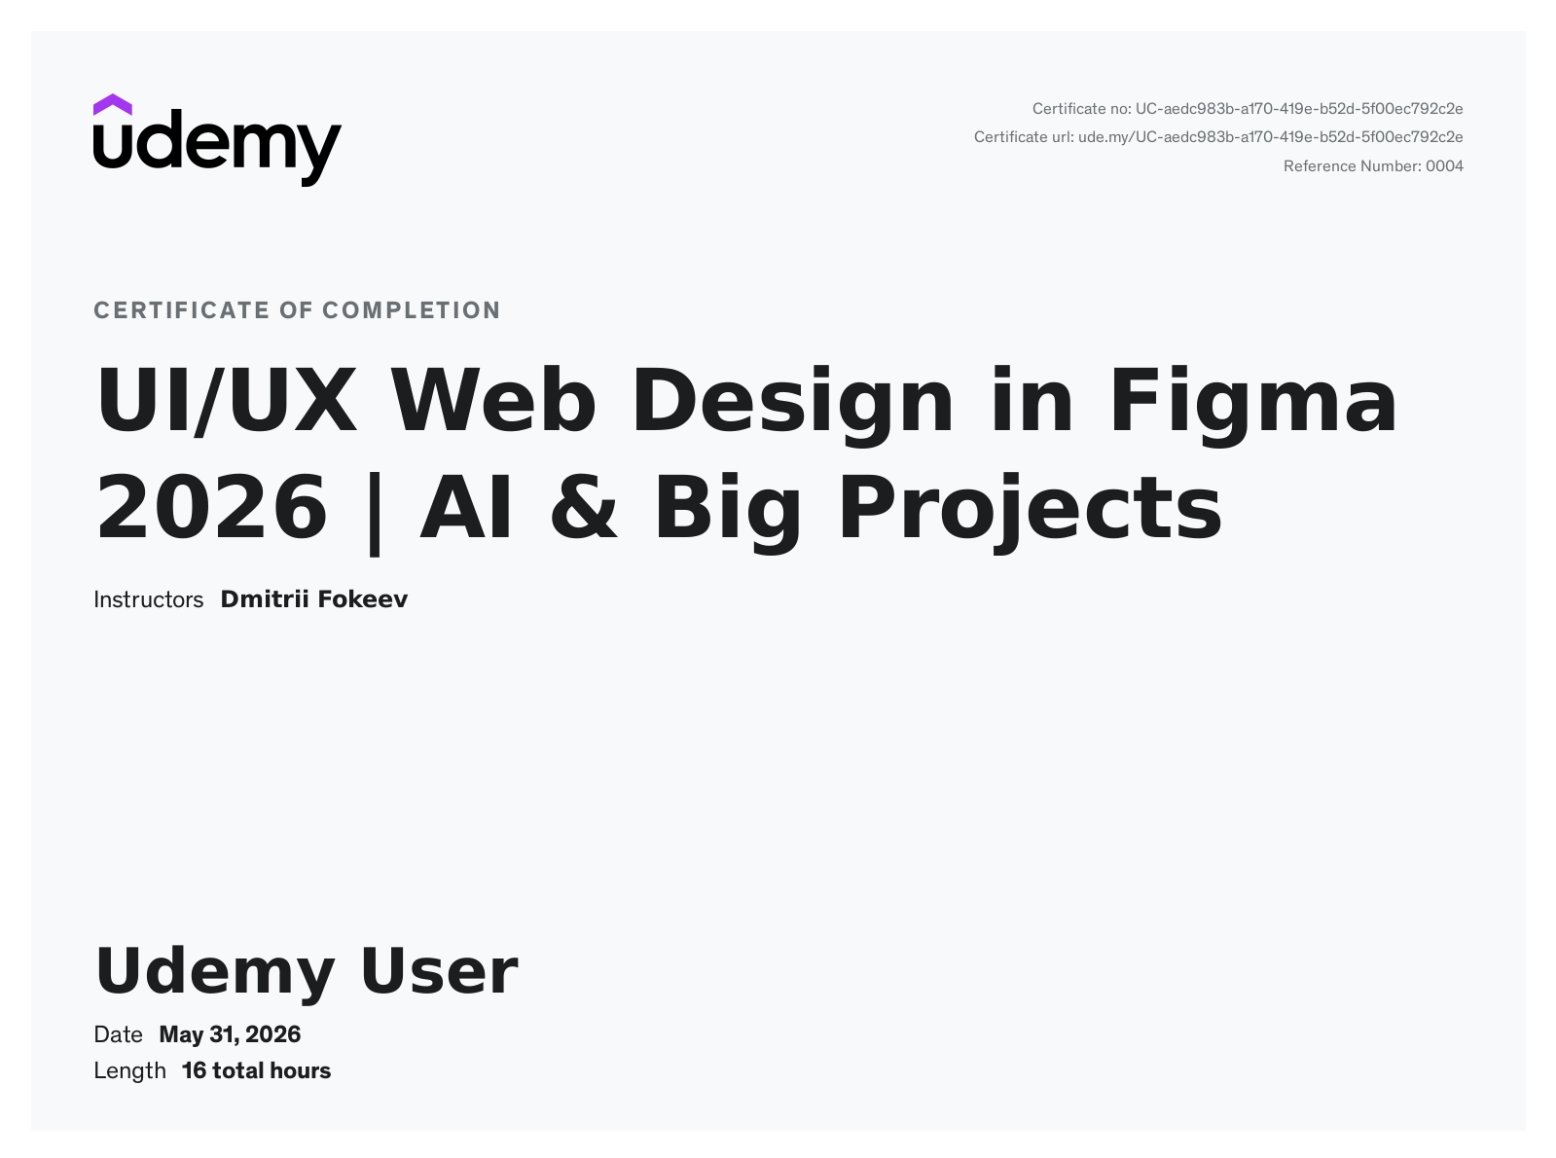 udemy
Certificate no: UC-aedc983b-a170-419e-b52d-5f00ec792c2e
Certificate url: ude.my/UC-aedc983b-a170-419e-b52d-5f00ec792c2e
Reference Number: 0004
CERTIFICATE OF COMPLETION
UI/UX Web Design in Figma
2026 | AI & Big Projects
Instructors Dmitrii Fokeev
Udemy User
Date May 31, 2026
Length 16 total hours